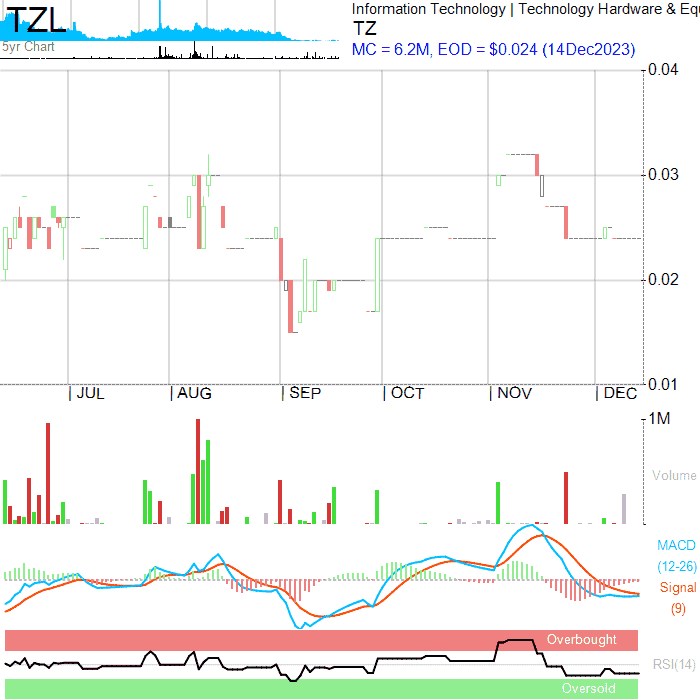 TZL
5yr Chart
Information Technology | Technology Hardware & Equ
TZ
MC = 6.2M, EOD = $0.024 (14Dec2023)
0.04
0.03
0.02
0.01
| JUL | AUG | SEP | OCT | NOV | DEC
1M
Volume
MACD
(12-26)
Signal
(9)
Overbought
RSI(14)
Oversold